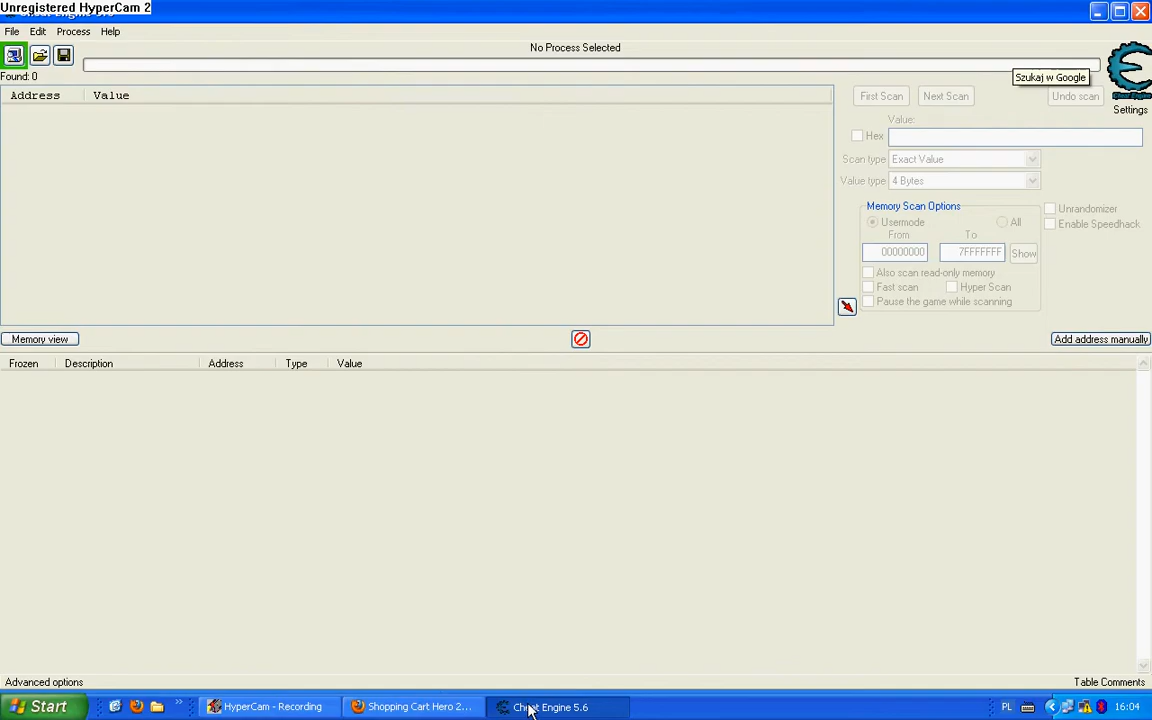 Unregistered HyperCam 2
File Edit Process Help
No Process Selected
Found: 0
Szukaj w Google
Cheat Engine
Settings
Address Value
First Scan Next Scan Undo scan
Value:
Hex
Scan type Exact Value
Value type 4 Bytes
Memory Scan Options
Usermode All
From To
00000000 7FFFFFFF Show
Also scan read-only memory
Fast scan Hyper Scan
Pause the game while scanning
Unrandomizer
Enable Speedhack
Memory view Add address manually
Frozen Description Address Type Value
Advanced options Table Comments
Start HyperCam - Recording Shopping Cart Hero 2... Cheat Engine 5.6 PL 16:04